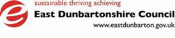 sustainable thriving achieving
East Dunbartonshire Council
www.eastdunbarton.gov.uk